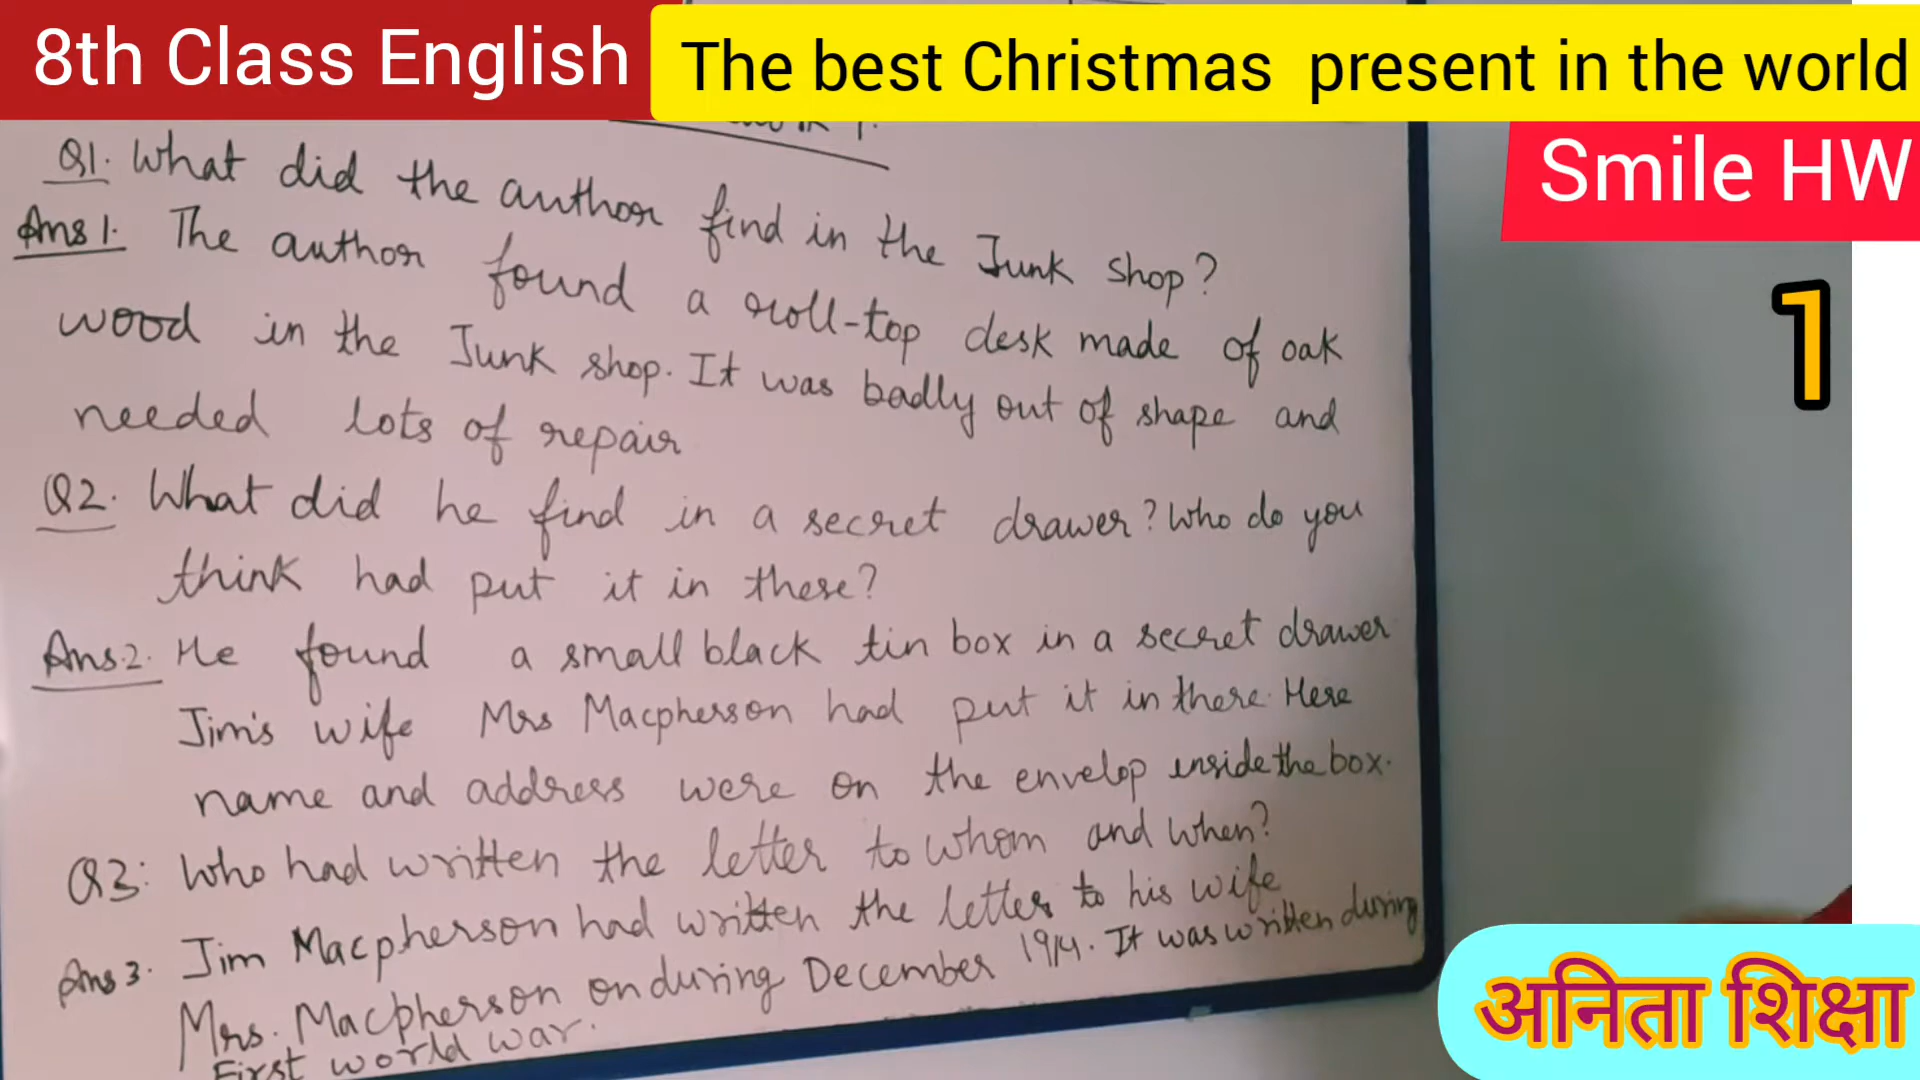 8th Class English
The best Christmas present in the world
Smile HW
1
Q1. What did the author find in the Junk shop?
Ans 1. The author found a roll-top desk made of oak
wood in the Junk shop. It was badly out of shape and
needed lots of repair
Q2. What did he find in a secret drawer? Who do you
think had put it in there?
Ans.2. He found a small black tin box in a secret drawer
Jim's wife Mrs Macpherson had put it in there. Here
name and address were on the envelop inside the box.
Q3: Who had written the letter to whom and when?
Ans 3. Jim Macpherson had written the letter to his wife
Mrs. Macpherson on during December 1914. It was written during
First world war.
अनिता शिक्षा